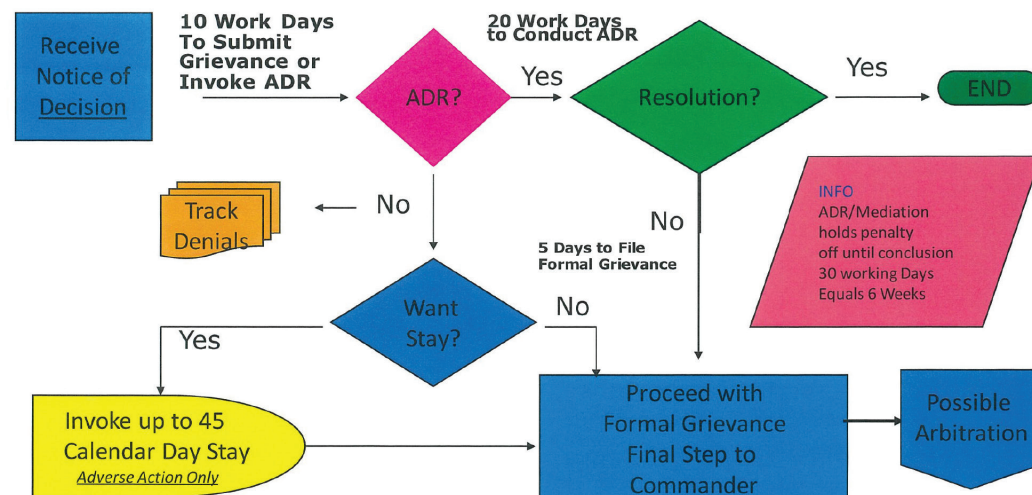 Receive
Notice of
Decision
10 Work Days
To Submit
Grievance or
Invoke ADR
ADR?
20 Work Days
to Conduct ADR
Yes
Resolution?
Yes
END
No
Track
Denials
No
5 Days to File
Formal Grievance
INFO
ADR/Mediation
holds penalty
off until conclusion
30 working Days
Equals 6 Weeks
Want
Stay?
No
Yes
Invoke up to 45
Calendar Day Stay
Adverse Action Only
Proceed with
Formal Grievance
Final Step to
Commander
Possible
Arbitration